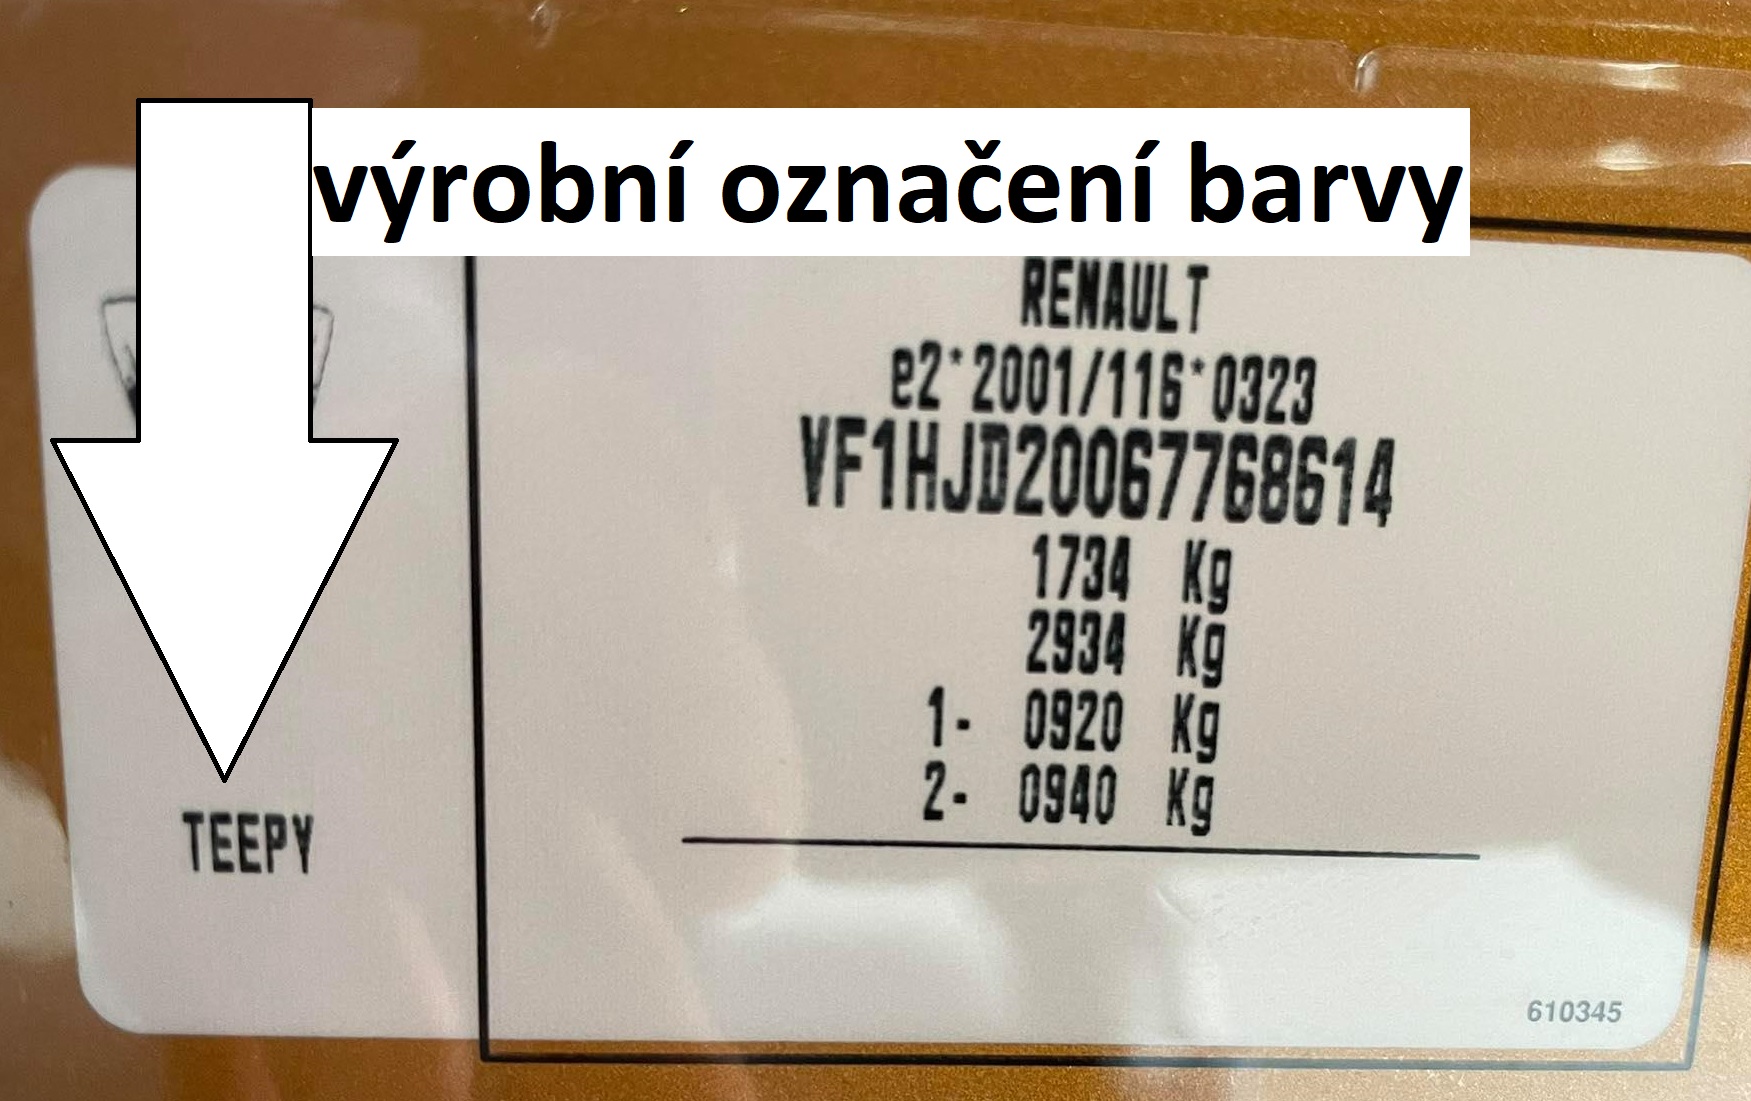 výrobní označení barvy
RENAULT
e2*2001/116*0323
VF1HJD20067768614
1734 Kg
2934 Kg
1- 0920 Kg
2- 0940 Kg
TEEPY
610345